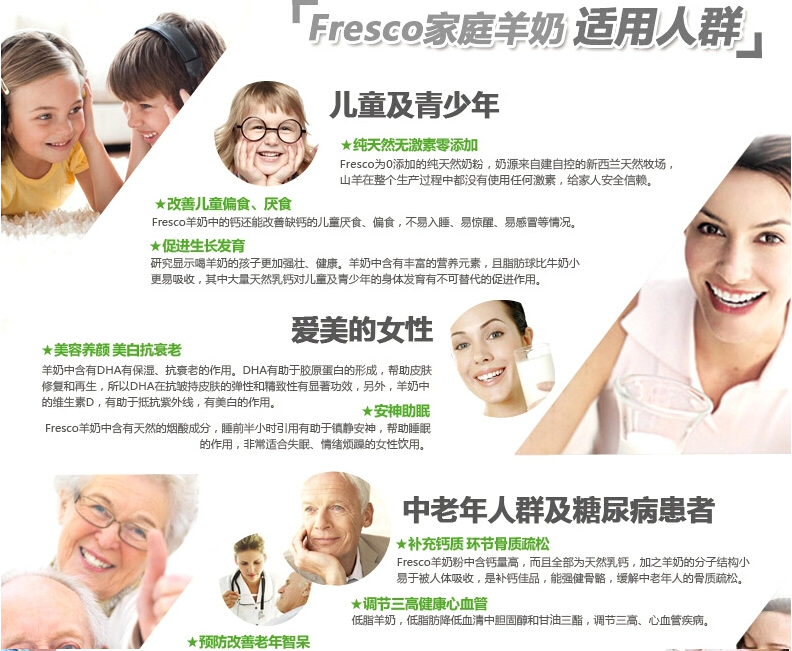 Fresco家庭羊奶 适用人群
儿童及青少年
★纯天然无激素零添加
Fresco为0添加的纯天然奶粉，奶源来自建自控的新西兰天然牧场，
山羊在整个生产过程中都没有使用任何激素，给家人安全信赖。
★改善儿童偏食、厌食
Fresco羊奶中的钙还能改善缺钙的儿童厌食、偏食，不易入睡、易惊醒、易感冒等情况。
★促进生长发育
研究显示喝羊奶的孩子更加强壮、健康。羊奶中含有丰富的营养元素，且脂肪球比牛奶小
更易吸收，其中大量天然乳钙对儿童及青少年的身体发育有不可替代的促进作用。
爱美的女性
★美容养颜 美白抗衰老
羊奶中含有DHA有保湿、抗衰老的作用。DHA有助于胶原蛋白的形成，帮助皮肤
修复和再生，所以DHA在抗皱持皮肤的弹性和精致性有显著功效，另外，羊奶中
的维生素D，有助于抵抗紫外线，有美白的作用。
★安神助眠
Fresco羊奶中含有天然的烟酸成分，睡前半小时引用有助于镇静安神，帮助睡眠
的作用，非常适合失眠、情绪烦躁的女性饮用。
中老年人群及糖尿病患者
★补充钙质 环节骨质疏松
Fresco羊奶粉中含钙量高，而且全部为天然乳钙，加之羊奶的分子结构小
易于被人体吸收，是补钙佳品，能强健骨骼，缓解中老年人的骨质疏松。
★调节三高健康心血管
低脂羊奶，低脂肪降低血清中胆固醇和甘油三酯，调节三高、心血管疾病。
★预防改善老年智呆